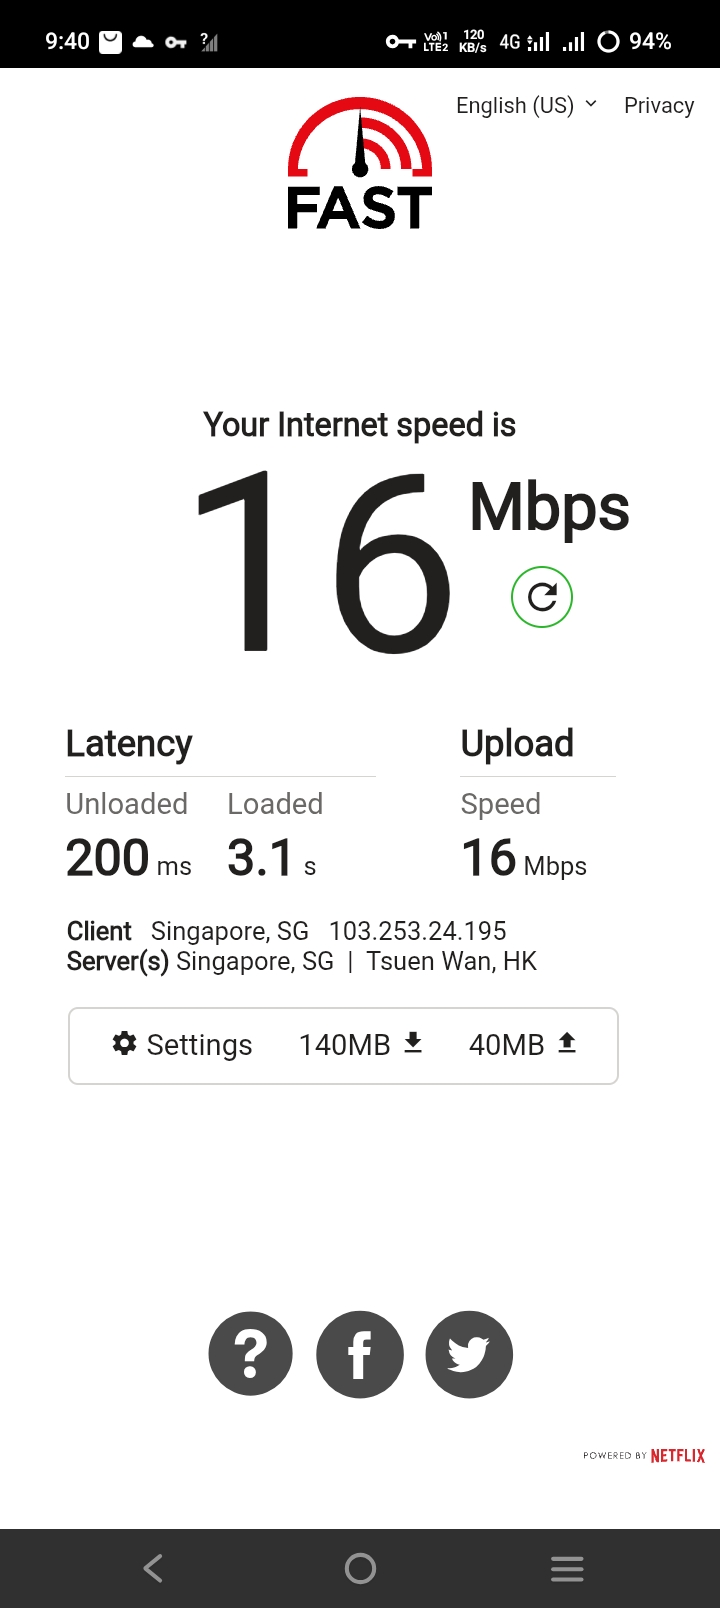 9:40 ? Vo))1 LTE2 120 KB/s 4G 94%
English (US) Privacy
FAST
Your Internet speed is
16 Mbps
Latency Upload
Unloaded Loaded Speed
200 ms 3.1 s 16 Mbps
Client Singapore, SG 103.253.24.195
Server(s) Singapore, SG | Tsuen Wan, HK
Settings 140MB 40MB
? f
POWERED BY NETFLIX